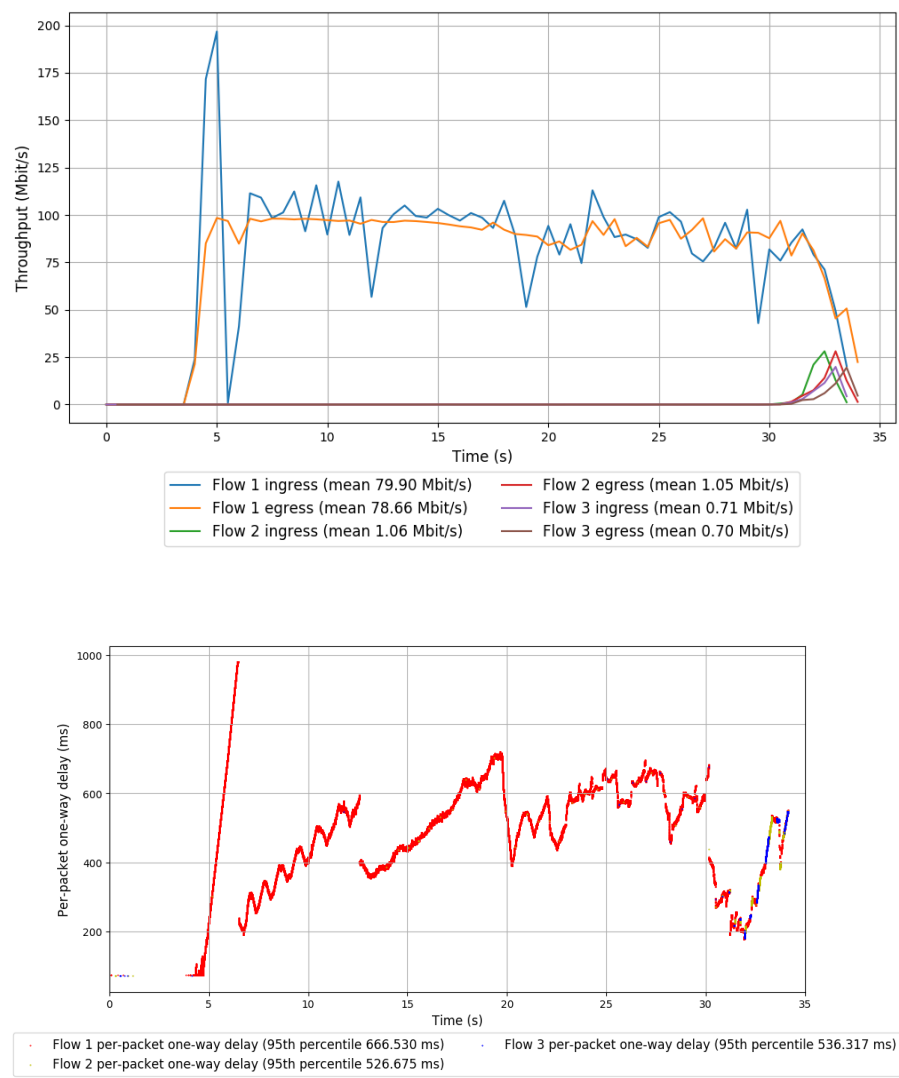 200
175
150
125
100
75
50
25
0
Throughput (Mbit/s)
0 5 10 15 20 25 30 35
Time (s)
Flow 1 ingress (mean 79.90 Mbit/s)
Flow 1 egress (mean 78.66 Mbit/s)
Flow 2 ingress (mean 1.06 Mbit/s)
Flow 2 egress (mean 1.05 Mbit/s)
Flow 3 ingress (mean 0.71 Mbit/s)
Flow 3 egress (mean 0.70 Mbit/s)
1000
800
600
400
200
Per-packet one-way delay (ms)
0 5 10 15 20 25 30 35
Time (s)
Flow 1 per-packet one-way delay (95th percentile 666.530 ms)
Flow 2 per-packet one-way delay (95th percentile 526.675 ms)
Flow 3 per-packet one-way delay (95th percentile 536.317 ms)